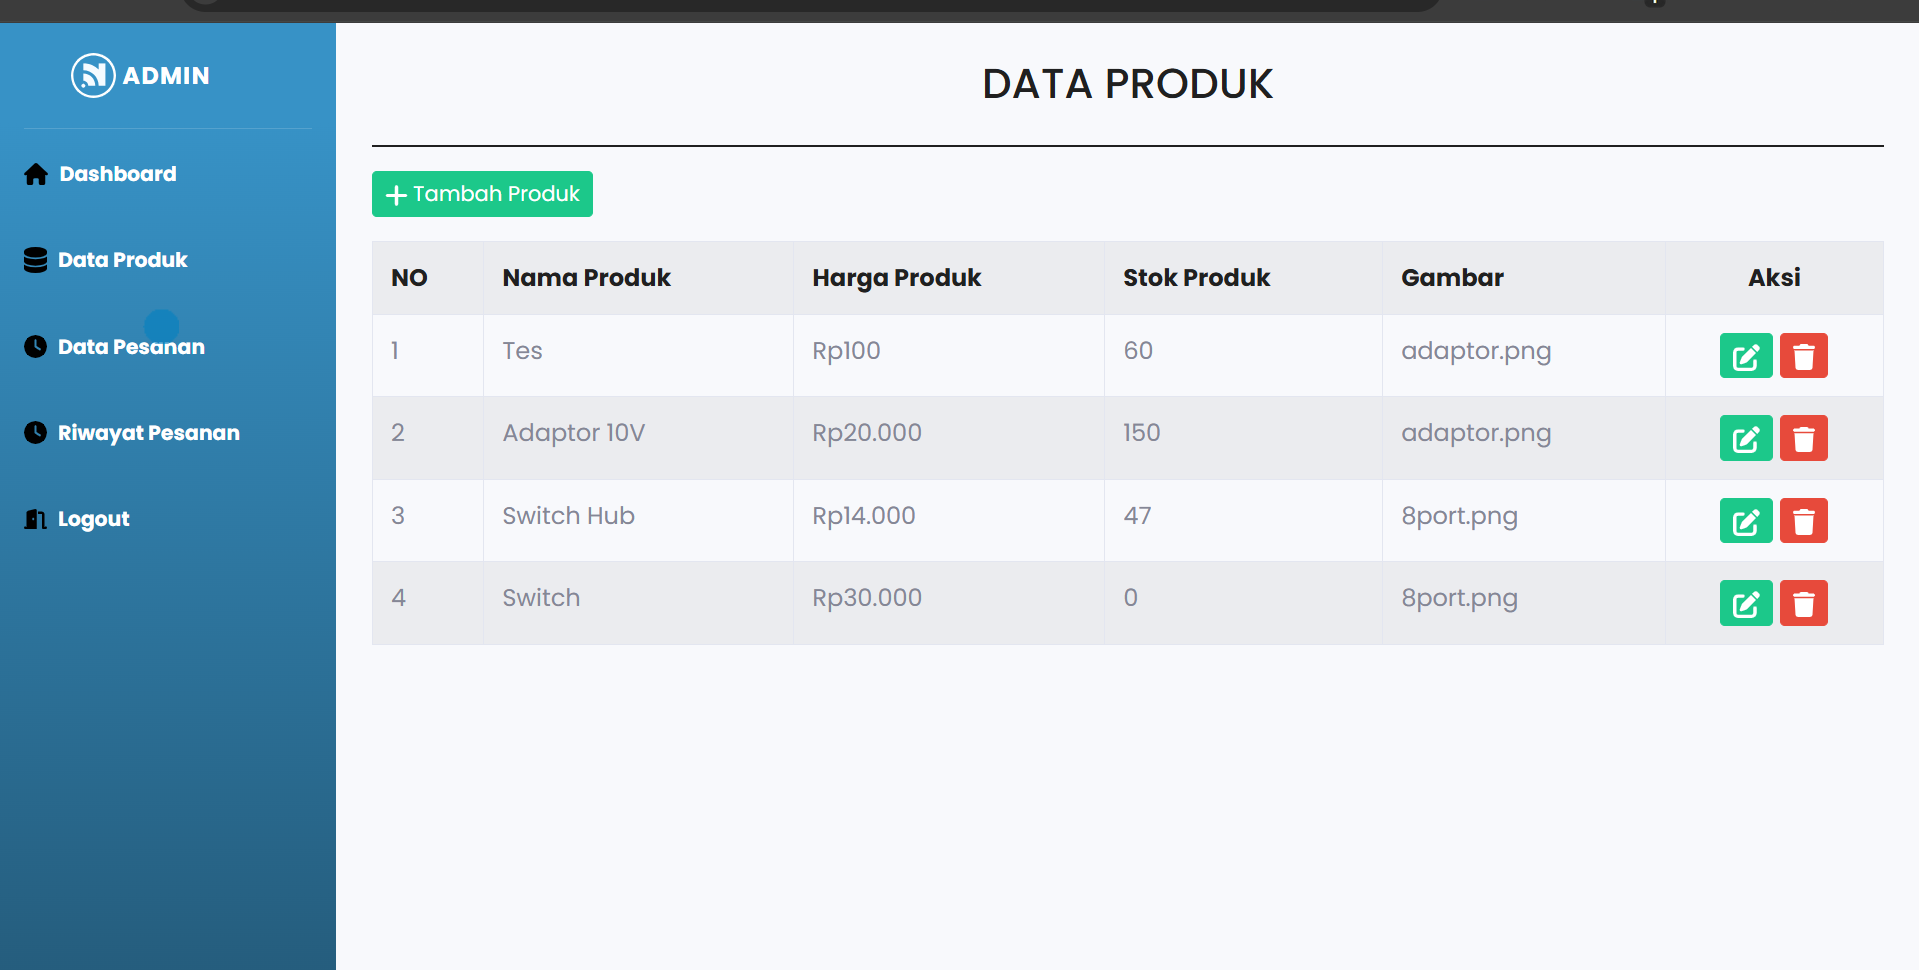 ADMIN
Dashboard
Data Produk
Data Pesanan
Riwayat Pesanan
Logout
DATA PRODUK
Tambah Produk
NO Nama Produk Harga Produk Stok Produk Gambar Aksi
1 Tes Rp100 60 adaptor.png
2 Adaptor 10V Rp20.000 150 adaptor.png
3 Switch Hub Rp14.000 47 8port.png
4 Switch Rp30.000 0 8port.png